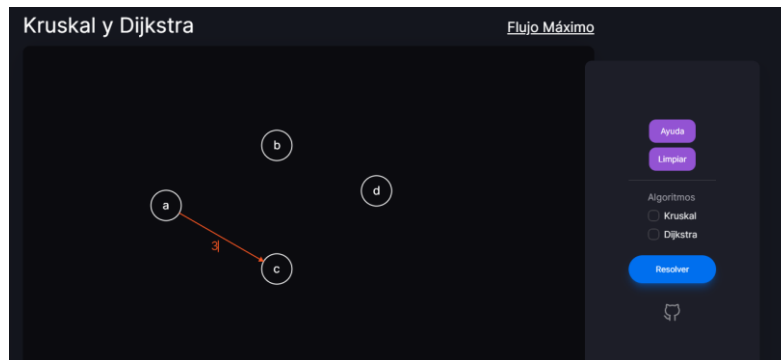 Kruskal y Dijkstra
Flujo Máximo
b
d
a
3
c
Ayuda
Limpiar
Algoritmos
Kruskal
Dijkstra
Resolver